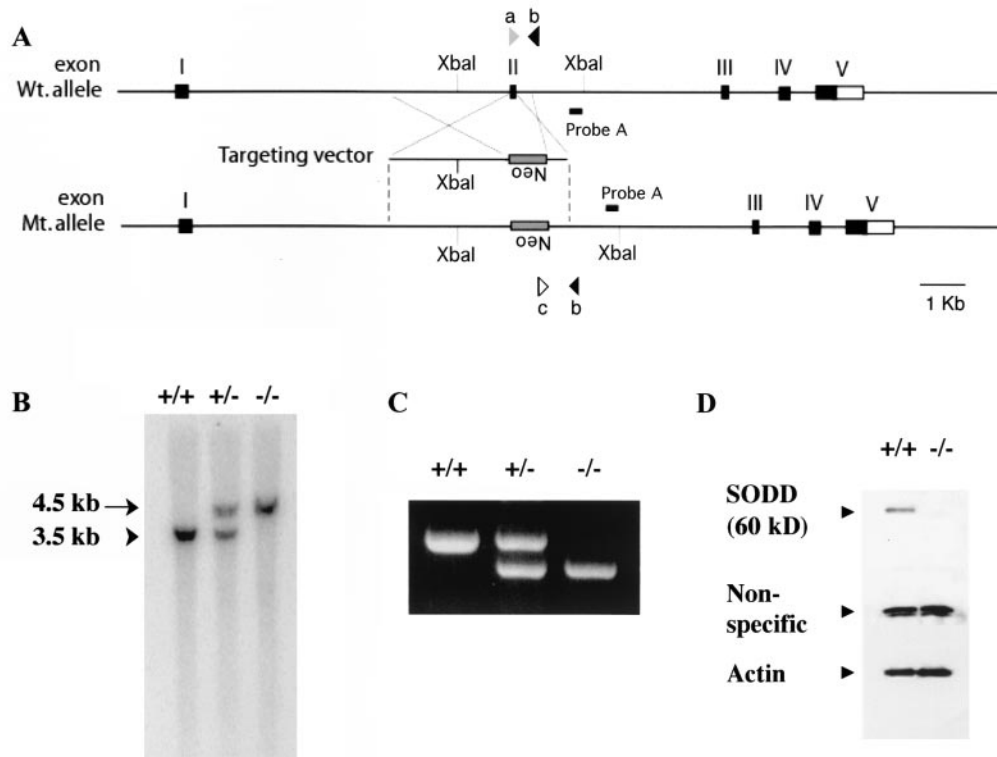 A
a b
exon I XbaI II XbaI III IV V
Wt. allele
Probe A
Targeting vector
XbaI Neo
Probe A
exon I III IV V
Mt. allele
XbaI Neo XbaI
c b
1 Kb
B
+/+ +/- -/-
4.5 kb
3.5 kb
C
+/+ +/- -/-
D
+/+ -/-
SODD
(60 kD)
Non-
specific
Actin